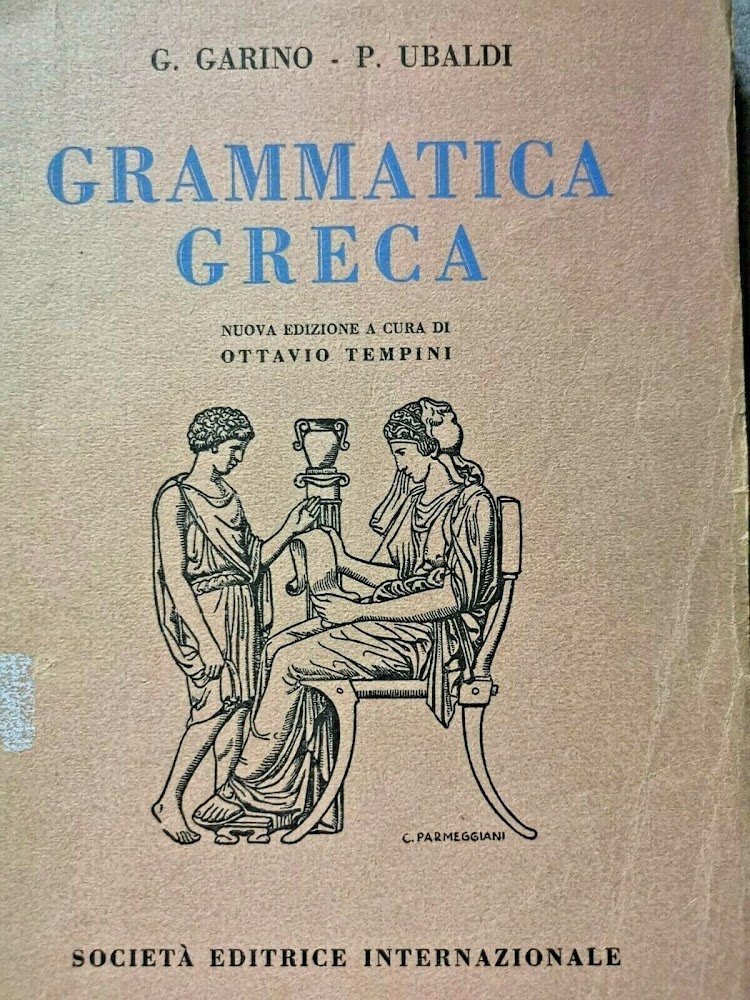 G. GARINO - P. UBALDI
GRAMMATICA
GRECA
NUOVA EDIZIONE A CURA DI
OTTAVIO TEMPINI
C. PARMEGGIANI
SOCIETÀ EDITRICE INTERNAZIONALE